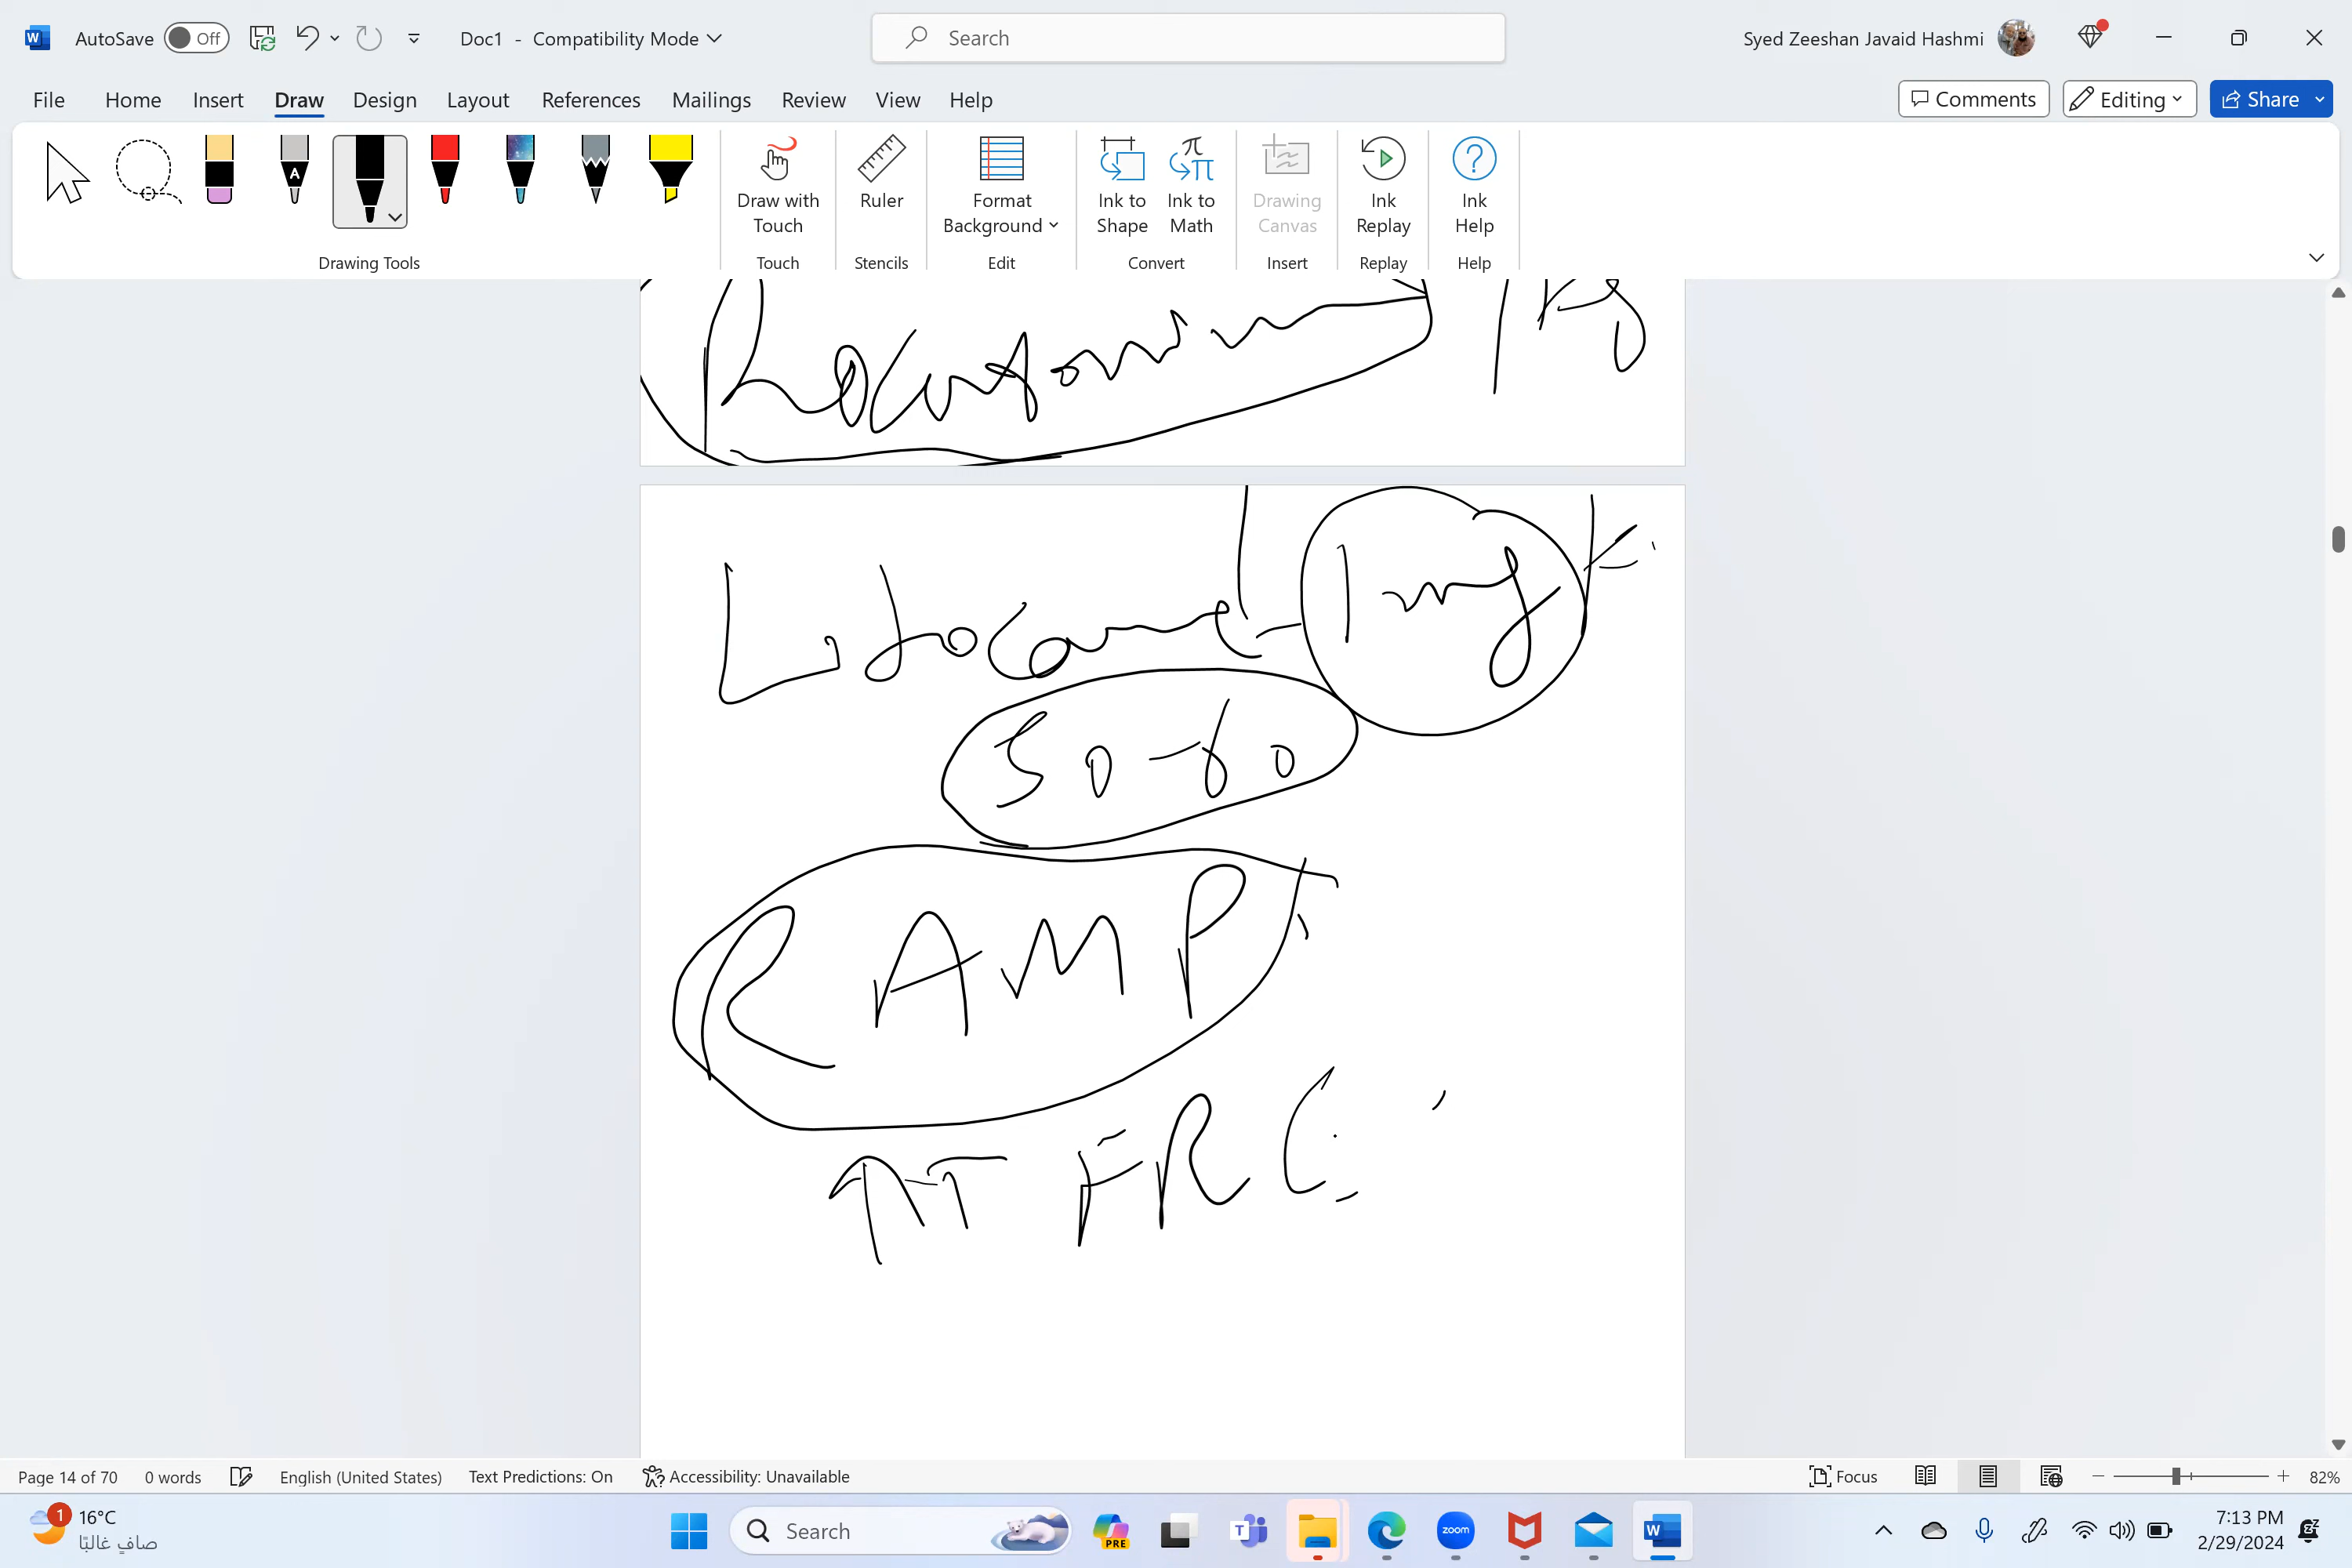 AutoSave Off Doc1 - Compatibility Mode Search Syed Zeeshan Javaid Hashmi
File Home Insert Draw Design Layout References Mailings Review View Help Comments Editing Share
A
Draw with Touch Ruler Format Background Ink to Shape Ink to Math Drawing Canvas Ink Replay Ink Help
Drawing Tools Touch Stencils Edit Convert Insert Replay Help
Lidocaine - 1mg
RAMP
FRC
Page 14 of 70 0 words English (United States) Text Predictions: On Accessibility: Unavailable Focus 82%
1 16°C Search PRE zoom 7:13 PM
صافٍ غالبًا 2/29/2024